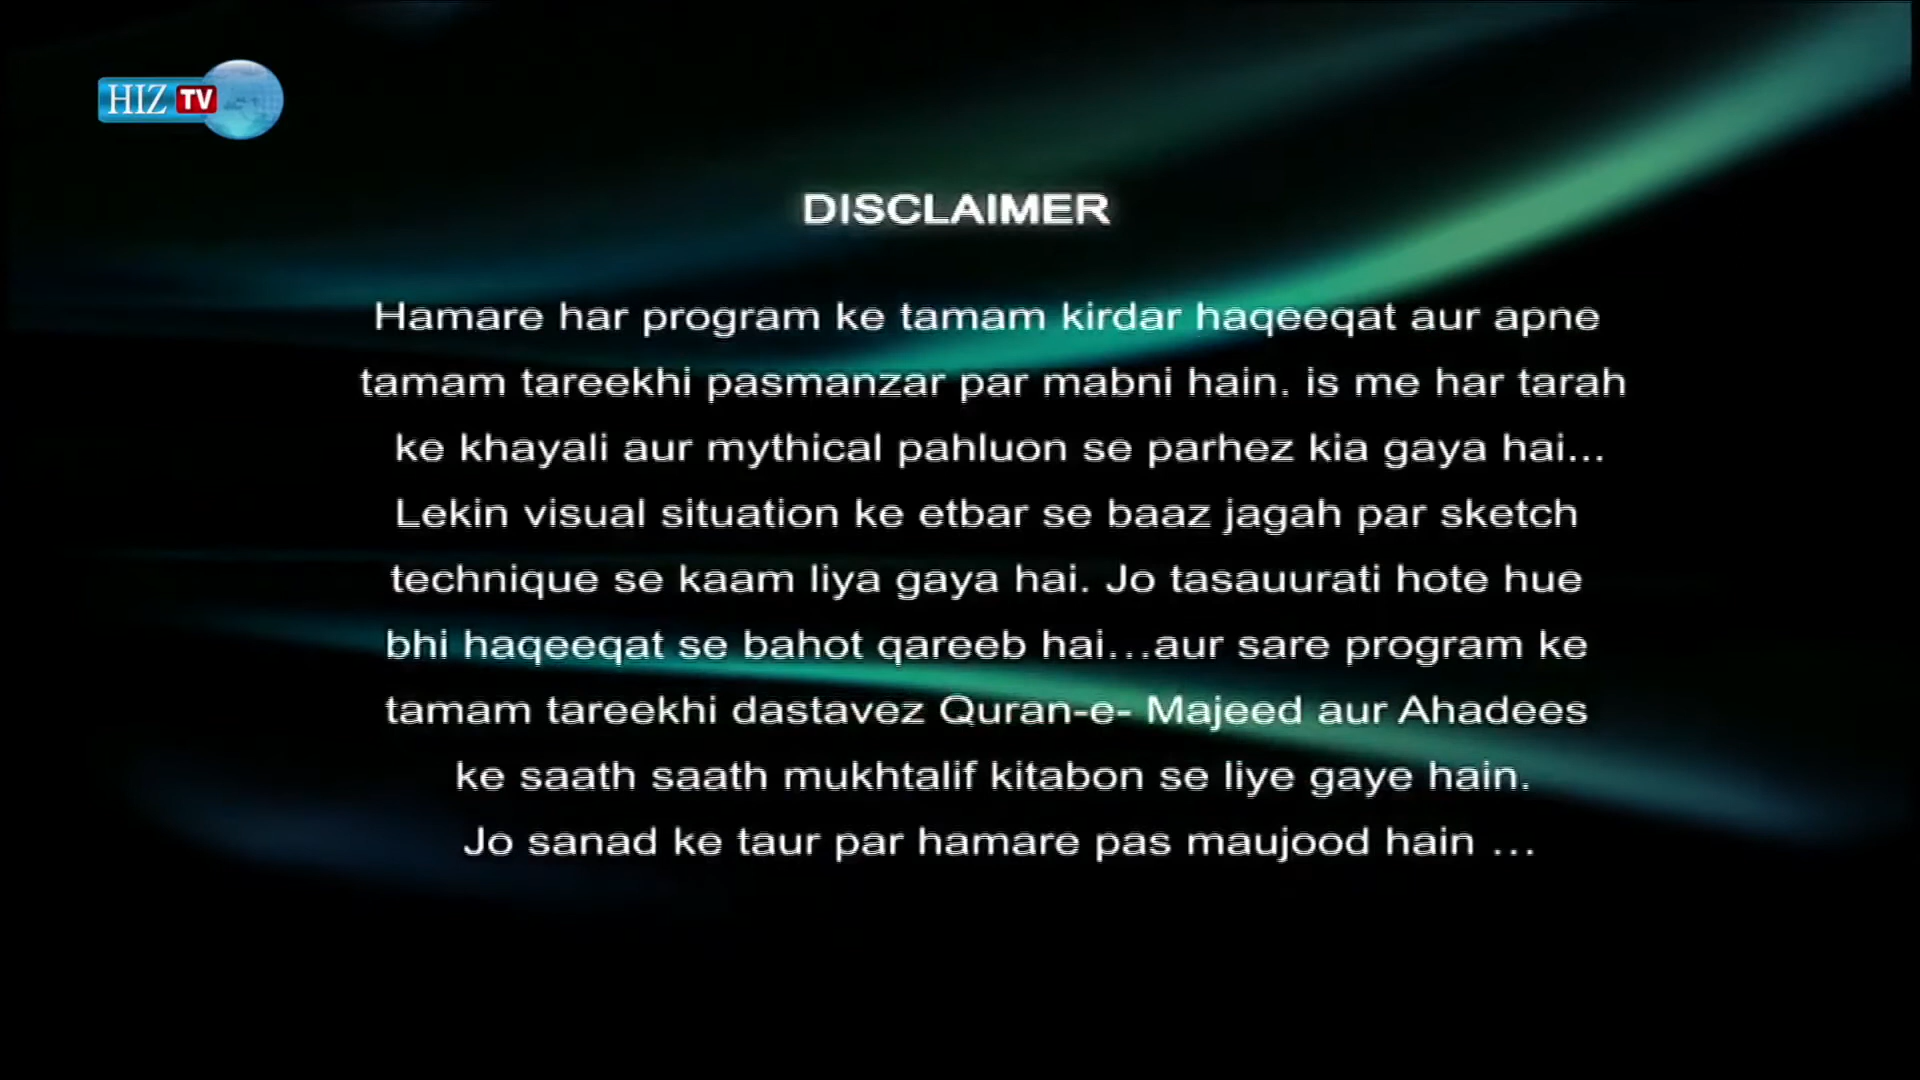 HIZ TV
DISCLAIMER
Hamare har program ke tamam kirdar haqeeqat aur apne
tamam tareekhi pasmanzar par mabni hain. is me har tarah
ke khayali aur mythical pahluon se parhez kia gaya hai...
Lekin visual situation ke etbar se baaz jagah par sketch
technique se kaam liya gaya hai. Jo tasauurati hote hue
bhi haqeeqat se bahot qareeb hai...aur sare program ke
tamam tareekhi dastavez Quran-e- Majeed aur Ahadees
ke saath saath mukhtalif kitabon se liye gaye hain.
Jo sanad ke taur par hamare pas maujood hain ...